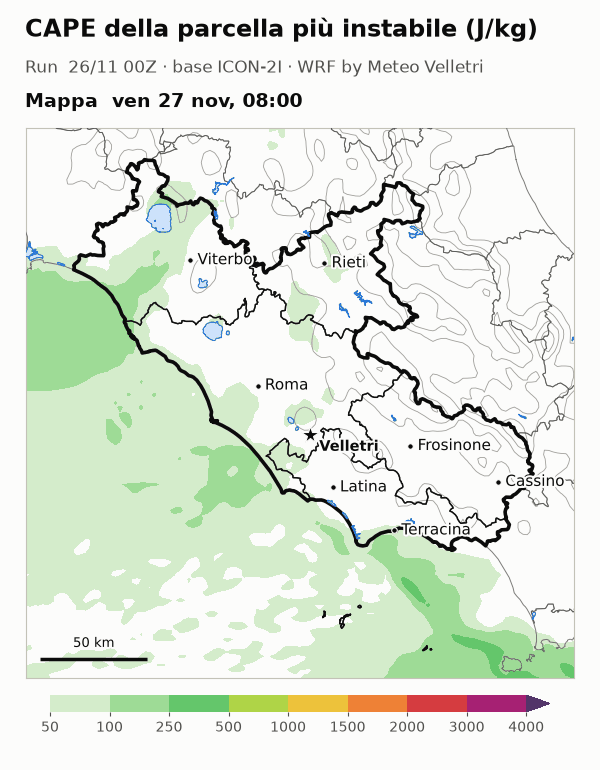 CAPE della parcella più instabile (J/kg)
Run  26/11 00Z · base ICON-2I · WRF by Meteo Velletri
Mappa  ven 27 nov, 08:00
Viterbo
Rieti
Roma
Velletri
Frosinone
Cassino
Latina
Terracina
50 km
50 100 250 500 1000 1500 2000 3000 4000